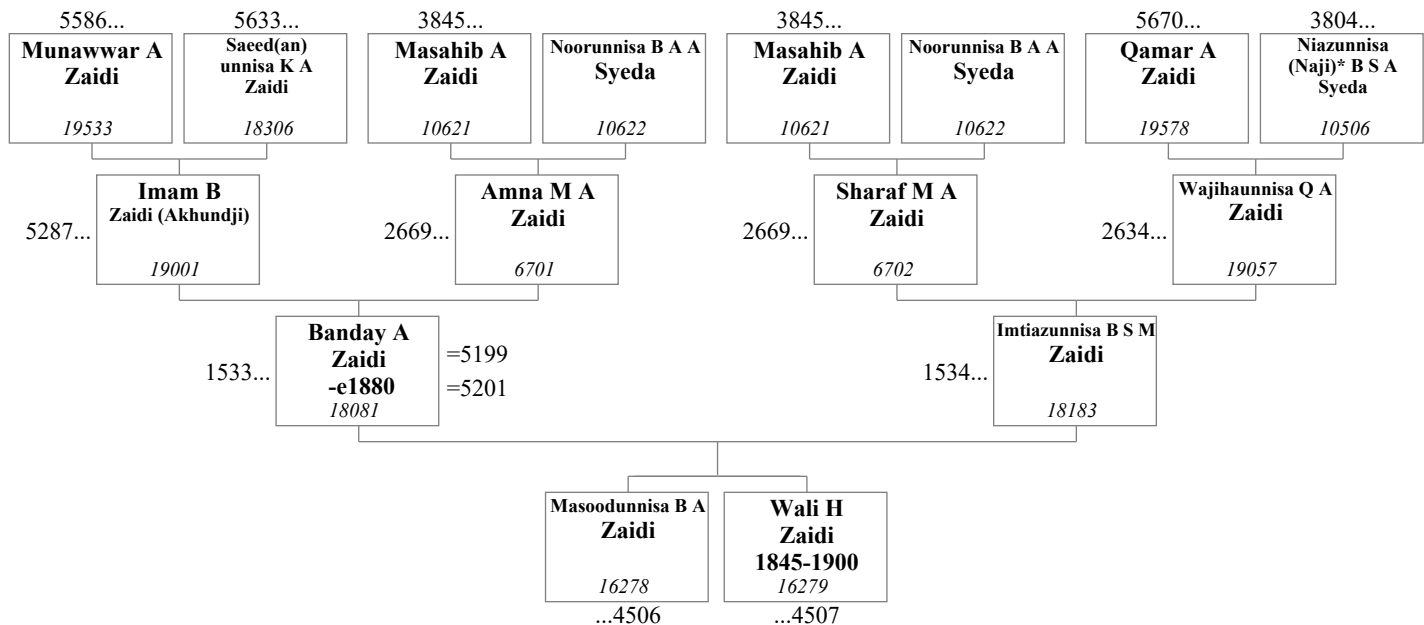 5586...
5633...
3845...
3845...
5670...
3804...
Munawwar A
Zaidi
19533
Saeed(an)
unnisa K A
Zaidi
18306
Masahib A
Zaidi
10621
Noorunnisa B A A
Syeda
10622
Masahib A
Zaidi
10621
Noorunnisa B A A
Syeda
10622
Qamar A
Zaidi
19578
Niazunnisa
(Naji)* B S A
Syeda
10506
5287...
Imam B
Zaidi (Akhundji)
19001
2669...
Amna M A
Zaidi
6701
2669...
Sharaf M A
Zaidi
6702
2634...
Wajihaunnisa Q A
Zaidi
19057
1533...
Banday A
Zaidi
-e1880
18081
=5199
=5201
1534...
Imtiazunnisa B S M
Zaidi
18183
Masoodunnisa B A
Zaidi
16278
...4506
Wali H
Zaidi
1845-1900
16279
...4507